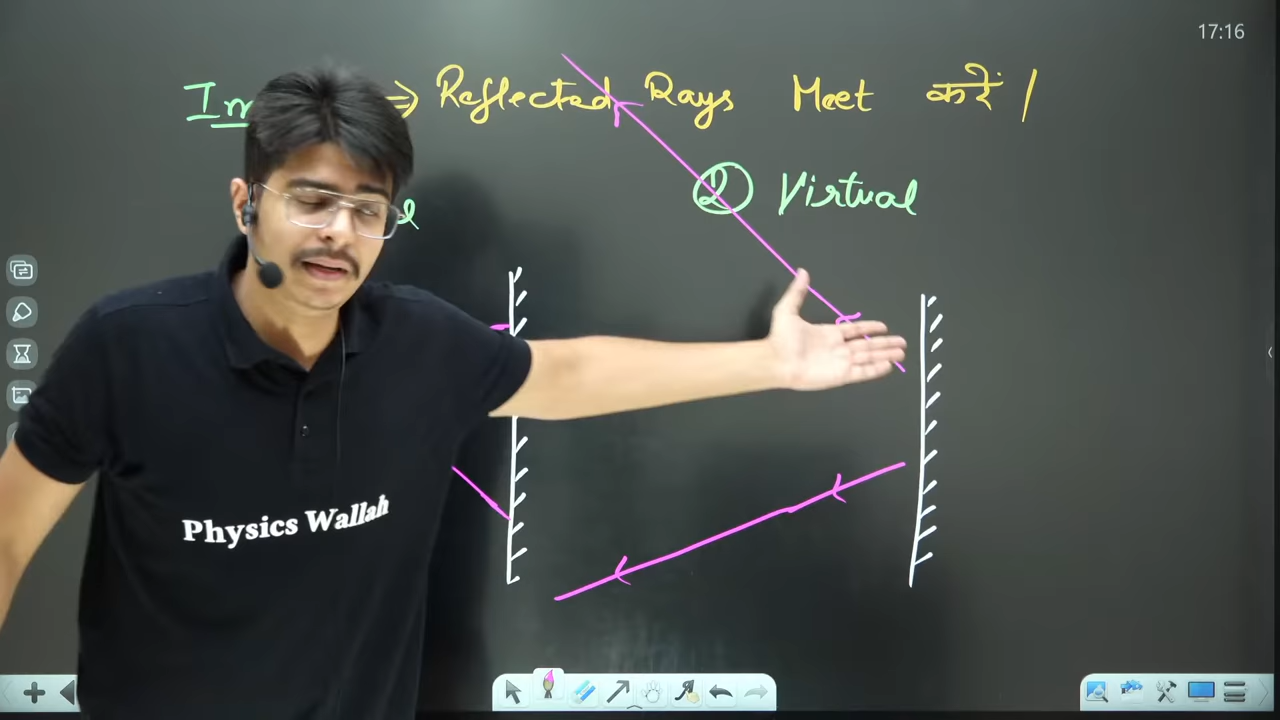 17:16
⇒ Reflected Rays Meet करें ।
② Virtual
Physics Wallah